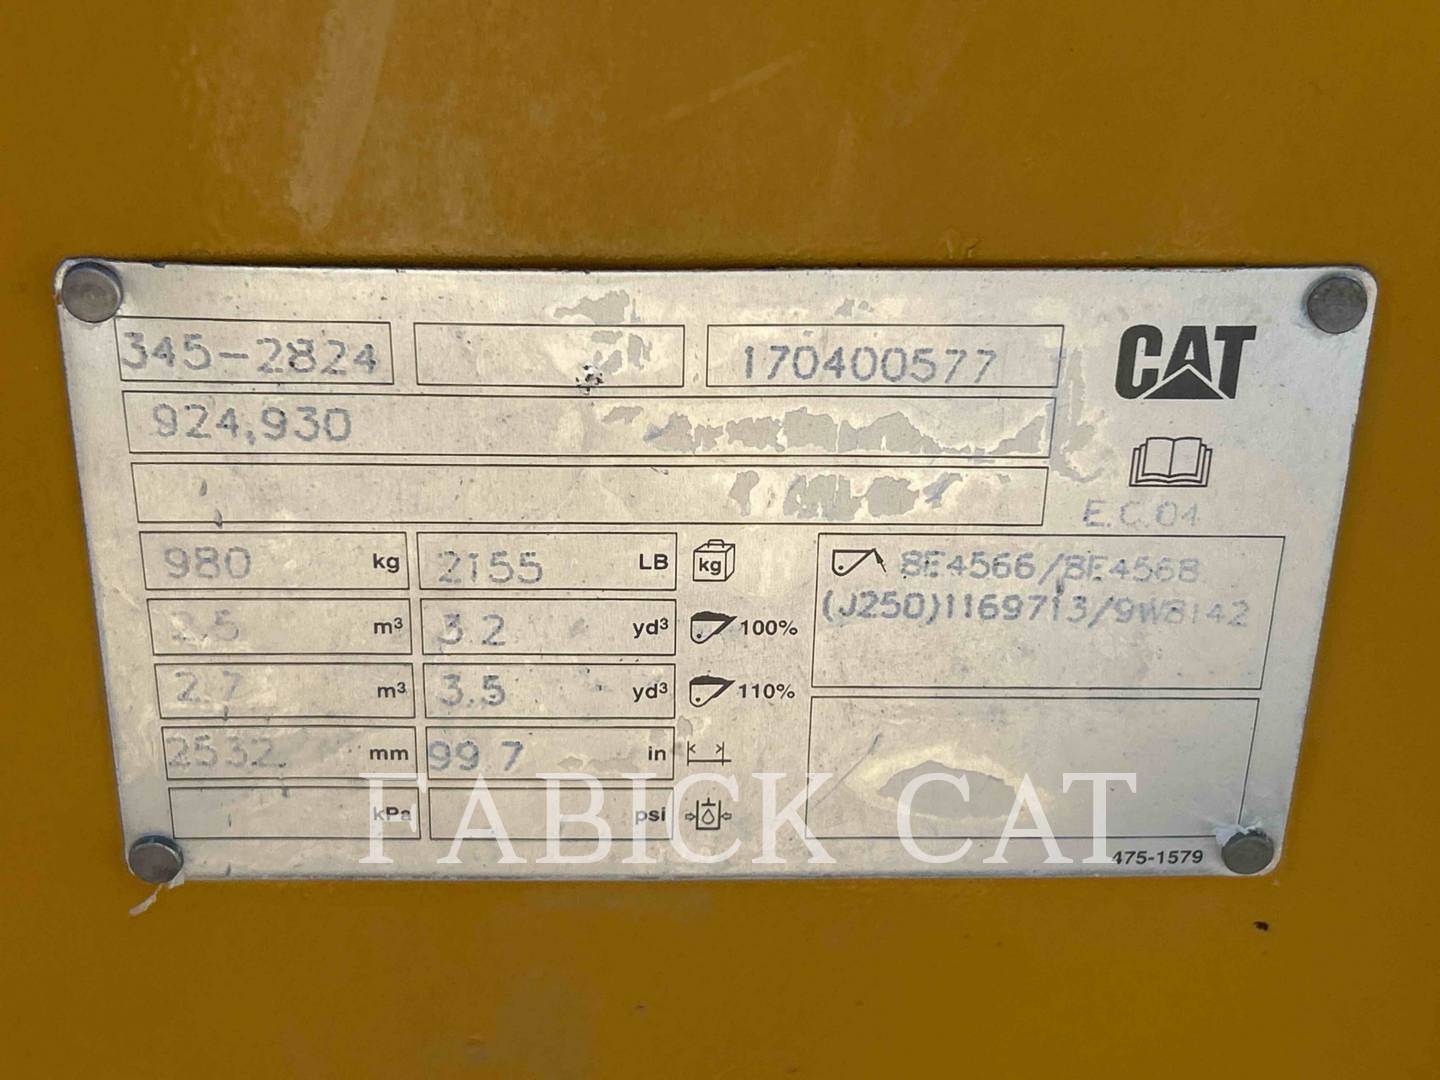 345-2824 170400577 CAT
924,930
E.C.04
980 kg 2155 LB kg 8E4566/8E4568
2.5 m³ 3.2 yd³ 100% (J250)1169713/9W8142
2.7 m³ 3.5 yd³ 110%
2532 mm 99.7 in
kPa psi
475-1579
FABICK CAT